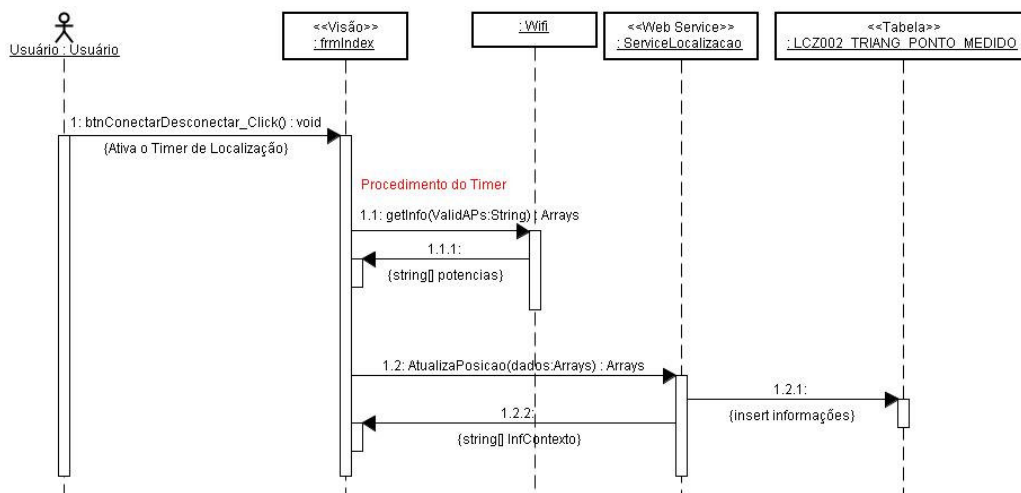 Usuário : Usuário
<<Visão>>
: frmIndex
: Wifi
<<Web Service>>
: ServiceLocalizacao
<<Tabela>>
: LCZ002_TRIANG_PONTO_MEDIDO
1: btnConectarDesconectar_Click() : void
{Ativa o Timer de Localização}
Procedimento do Timer
1.1: getInfo(ValidAPs:String) : Arrays
1.1.1:
{string[] potencias}
1.2: AtualizaPosicao(dados:Arrays) : Arrays
1.2.1:
{insert informações}
1.2.2:
{string[] InfContexto}